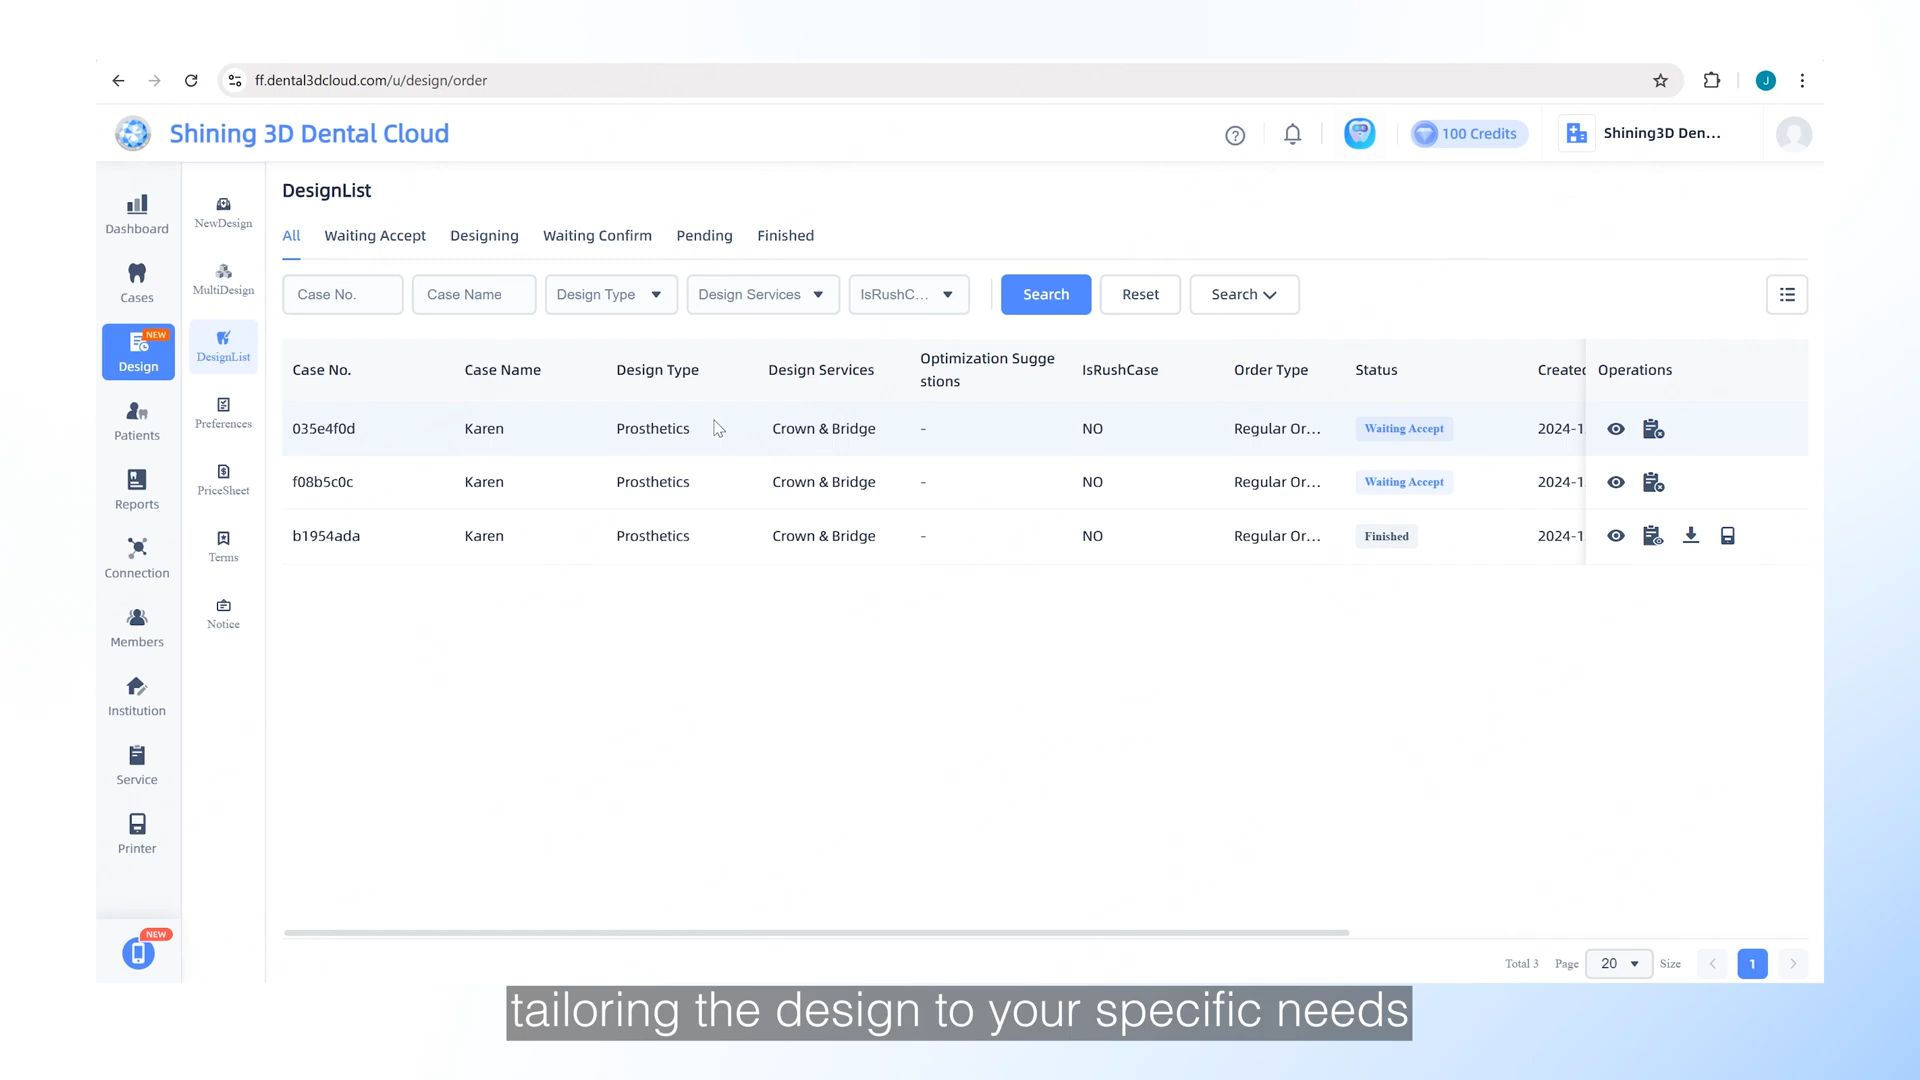 ff.dental3dcloud.com/u/design/order
J
Shining 3D Dental Cloud
100 Credits
Shining3D Den...
Dashboard
Cases
NEW
Design
Patients
Reports
Connection
Members
Institution
Service
Printer
NEW
NewDesign
MultiDesign
DesignList
Preferences
PriceSheet
Terms
Notice
DesignList
All Waiting Accept Designing Waiting Confirm Pending Finished
Case No. Case Name Design Type Design Services IsRushC... Search Reset Search
Case No. Case Name Design Type Design Services Optimization Sugge
stions IsRushCase Order Type Status Created Operations
035e4f0d Karen Prosthetics Crown & Bridge - NO Regular Or... Waiting Accept 2024-1
f08b5c0c Karen Prosthetics Crown & Bridge - NO Regular Or... Waiting Accept 2024-1
b1954ada Karen Prosthetics Crown & Bridge - NO Regular Or... Finished 2024-1
Total 3 Page 20 Size 1
tailoring the design to your specific needs